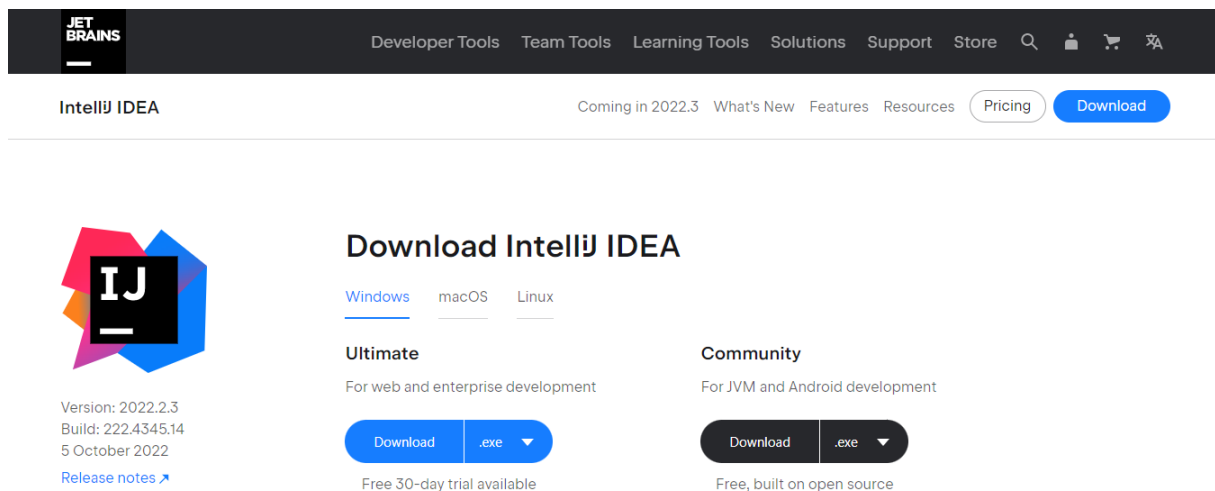 JET
BRAINS
Developer Tools Team Tools Learning Tools Solutions Support Store
IntelliJ IDEA
Coming in 2022.3 What's New Features Resources Pricing Download
IJ
Version: 2022.2.3
Build: 222.4345.14
5 October 2022
Release notes ↗
Download IntelliJ IDEA
Windows macOS Linux
Ultimate
For web and enterprise development
Download .exe
Free 30-day trial available
Community
For JVM and Android development
Download .exe
Free, built on open source